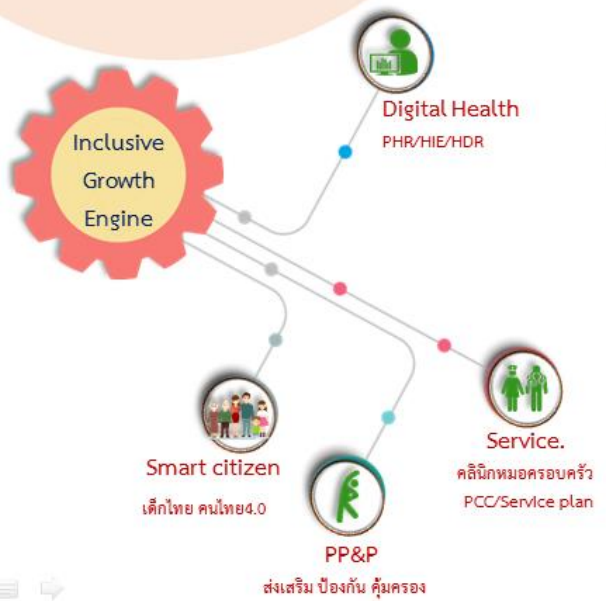 Inclusive
Growth
Engine
Digital Health
PHR/HIE/HDR
Service.
คลินิกหมอครอบครัว
PCC/Service plan
Smart citizen
เด็กไทย คนไทย4.0
PP&P
ส่งเสริม ป้องกัน คุ้มครอง